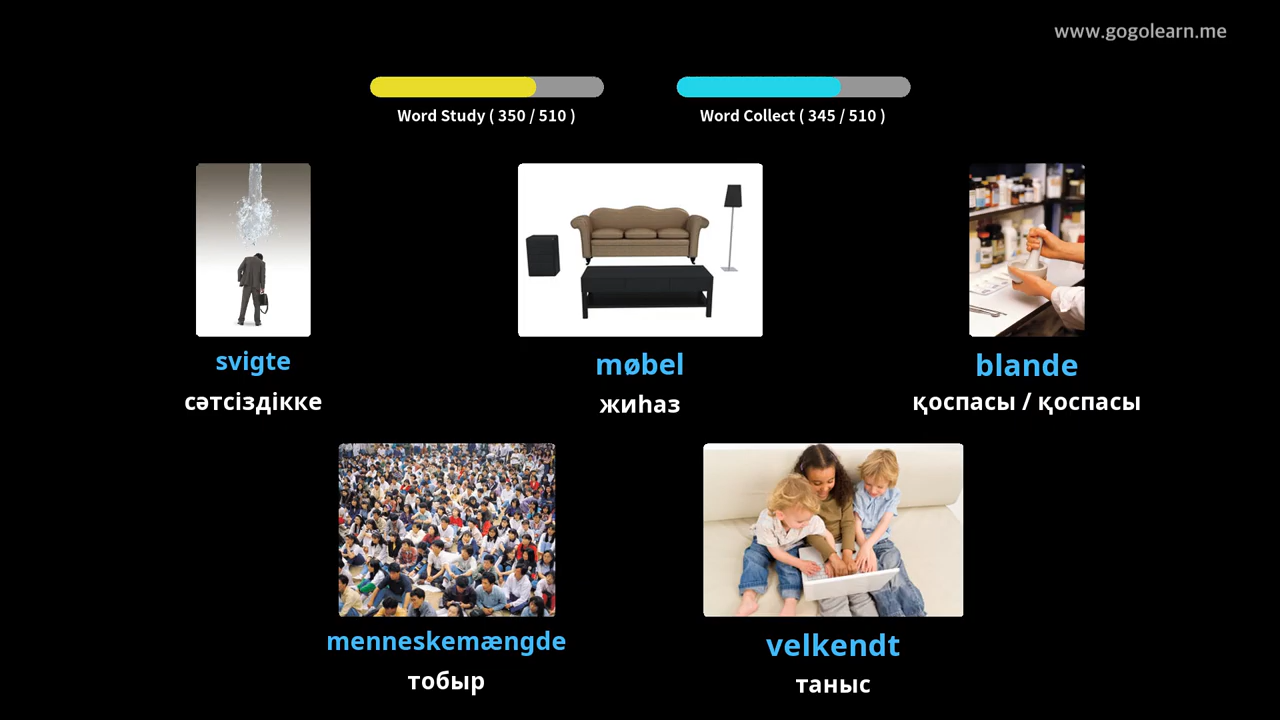 www.gogolearn.me
Word Study ( 350 / 510 )
Word Collect ( 345 / 510 )
svigte
сәтсіздікке
møbel
жиһаз
blande
қоспасы / қоспасы
menneskemængde
тобыр
velkendt
таныс